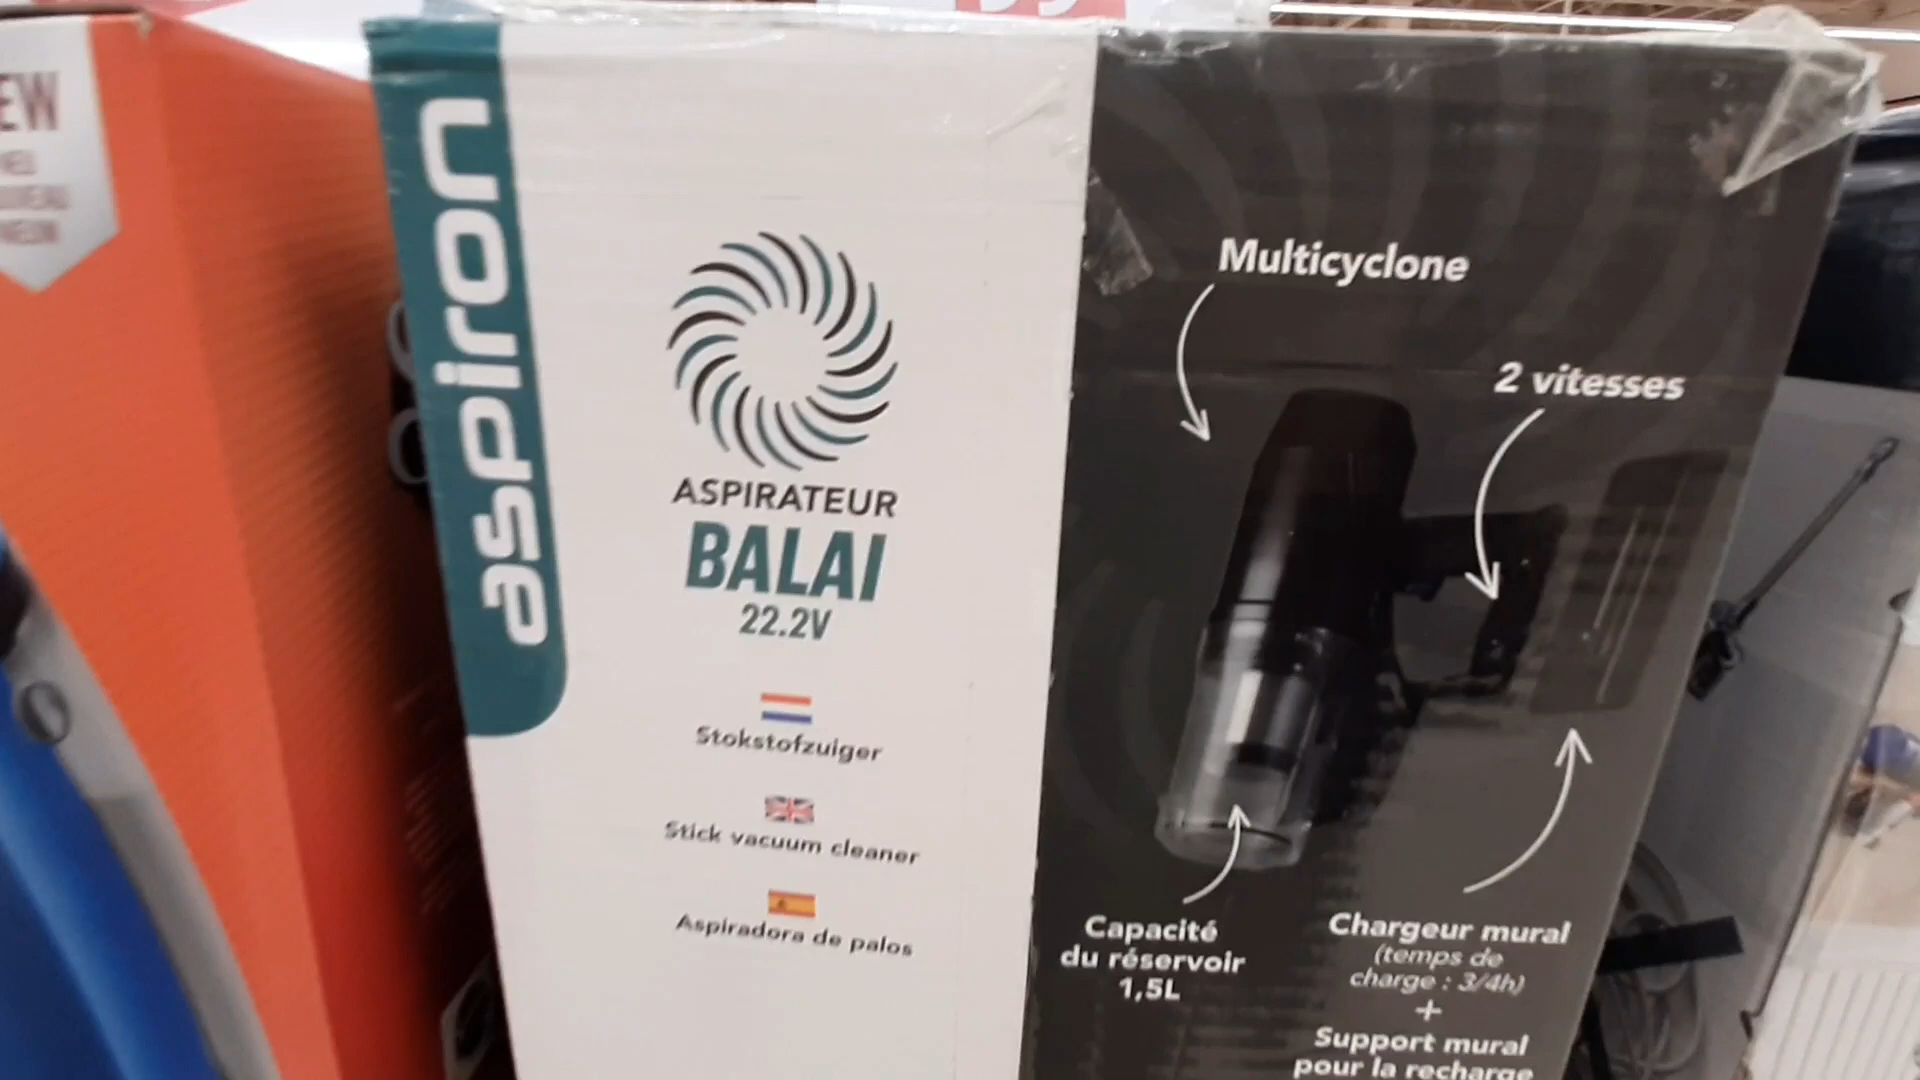 EW
NEU
aspiron
ASPIRATEUR
BALAI
22.2V
Stokstofzuiger
Stick vacuum cleaner
Aspiradora de palos
Multicyclone
2 vitesses
Capacité
du réservoir
1,5L
Chargeur mural
(temps de
charge : 3/4h)
+
Support mural
pour la recharge